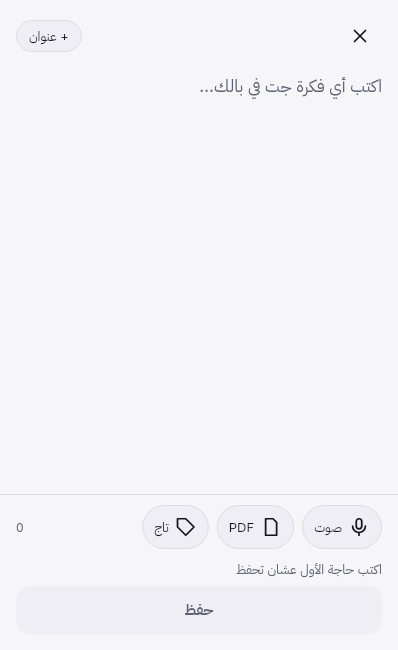 + عنوان
اكتب أي فكرة جت في بالك...
صوت
PDF
تاج
0
اكتب حاجة الأول عشان تحفظ
حفظ